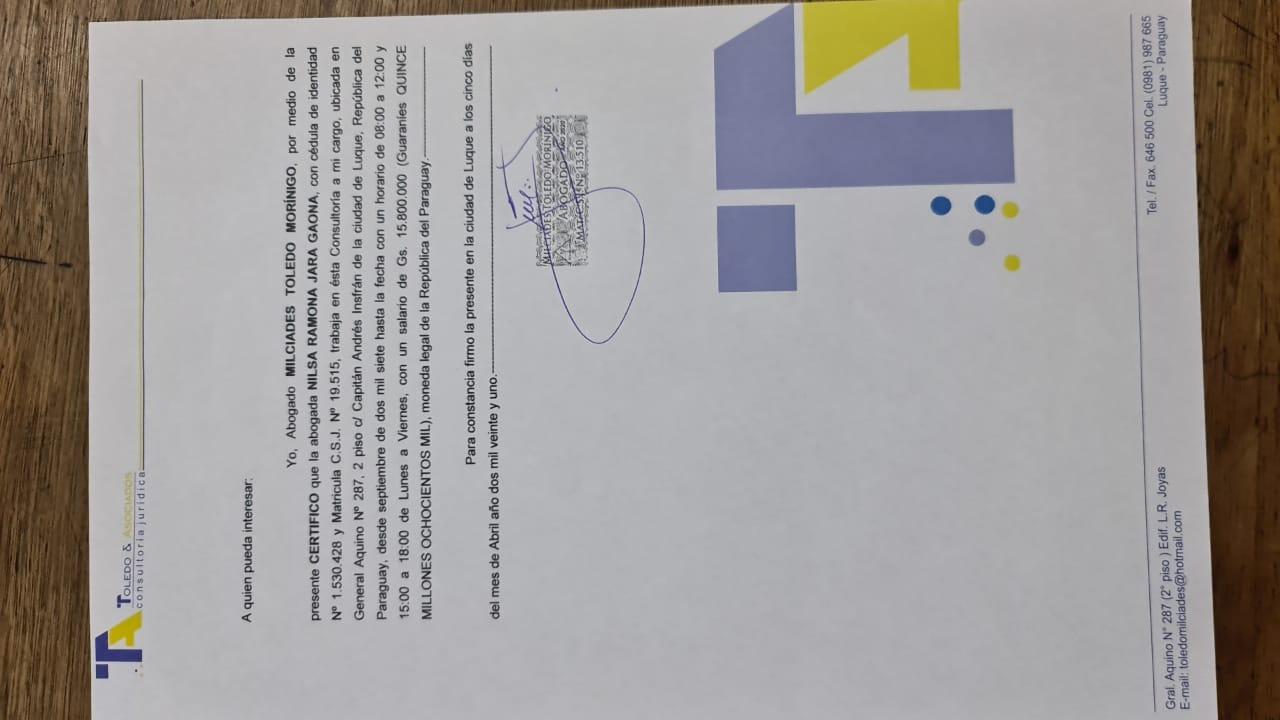 TOLEDO & ASOCIADOS
consultoría jurídica
A quien pueda interesar:
Yo, Abogado MILCIADES TOLEDO MORÍNIGO, por medio de la
presente CERTIFICO que la abogada NILSA RAMONA JARA GAONA, con cédula de identidad
Nº 1.530.428 y Matricula C.S.J. Nº 19.515, trabaja en ésta Consultoría a mi cargo, ubicada en
General Aquino Nº 287, 2 piso c/ Capitán Andrés Insfrán de la ciudad de Luque, República del
Paraguay, desde septiembre de dos mil siete hasta la fecha con un horario de 08:00 a 12:00 y
15:00 a 18:00 de Lunes a Viernes, con un salario de Gs. 15.800.000 (Guaraníes QUINCE
MILLONES OCHOCIENTOS MIL), moneda legal de la República del Paraguay.
Para constancia firmo la presente en la ciudad de Luque a los cinco días
del mes de Abril año dos mil veinte y uno.
MILCIADES TOLEDO MORINIGO
ABOGADO
MAT. C.S.J. Nº 13.510
Gral. Aquino N° 287 (2° piso ) Edif. L.R. Joyas
E-mail: toledomilciades@hotmail.com
Tel. / Fax. 646 500 Cel. (0981) 987 665
Luque - Paraguay